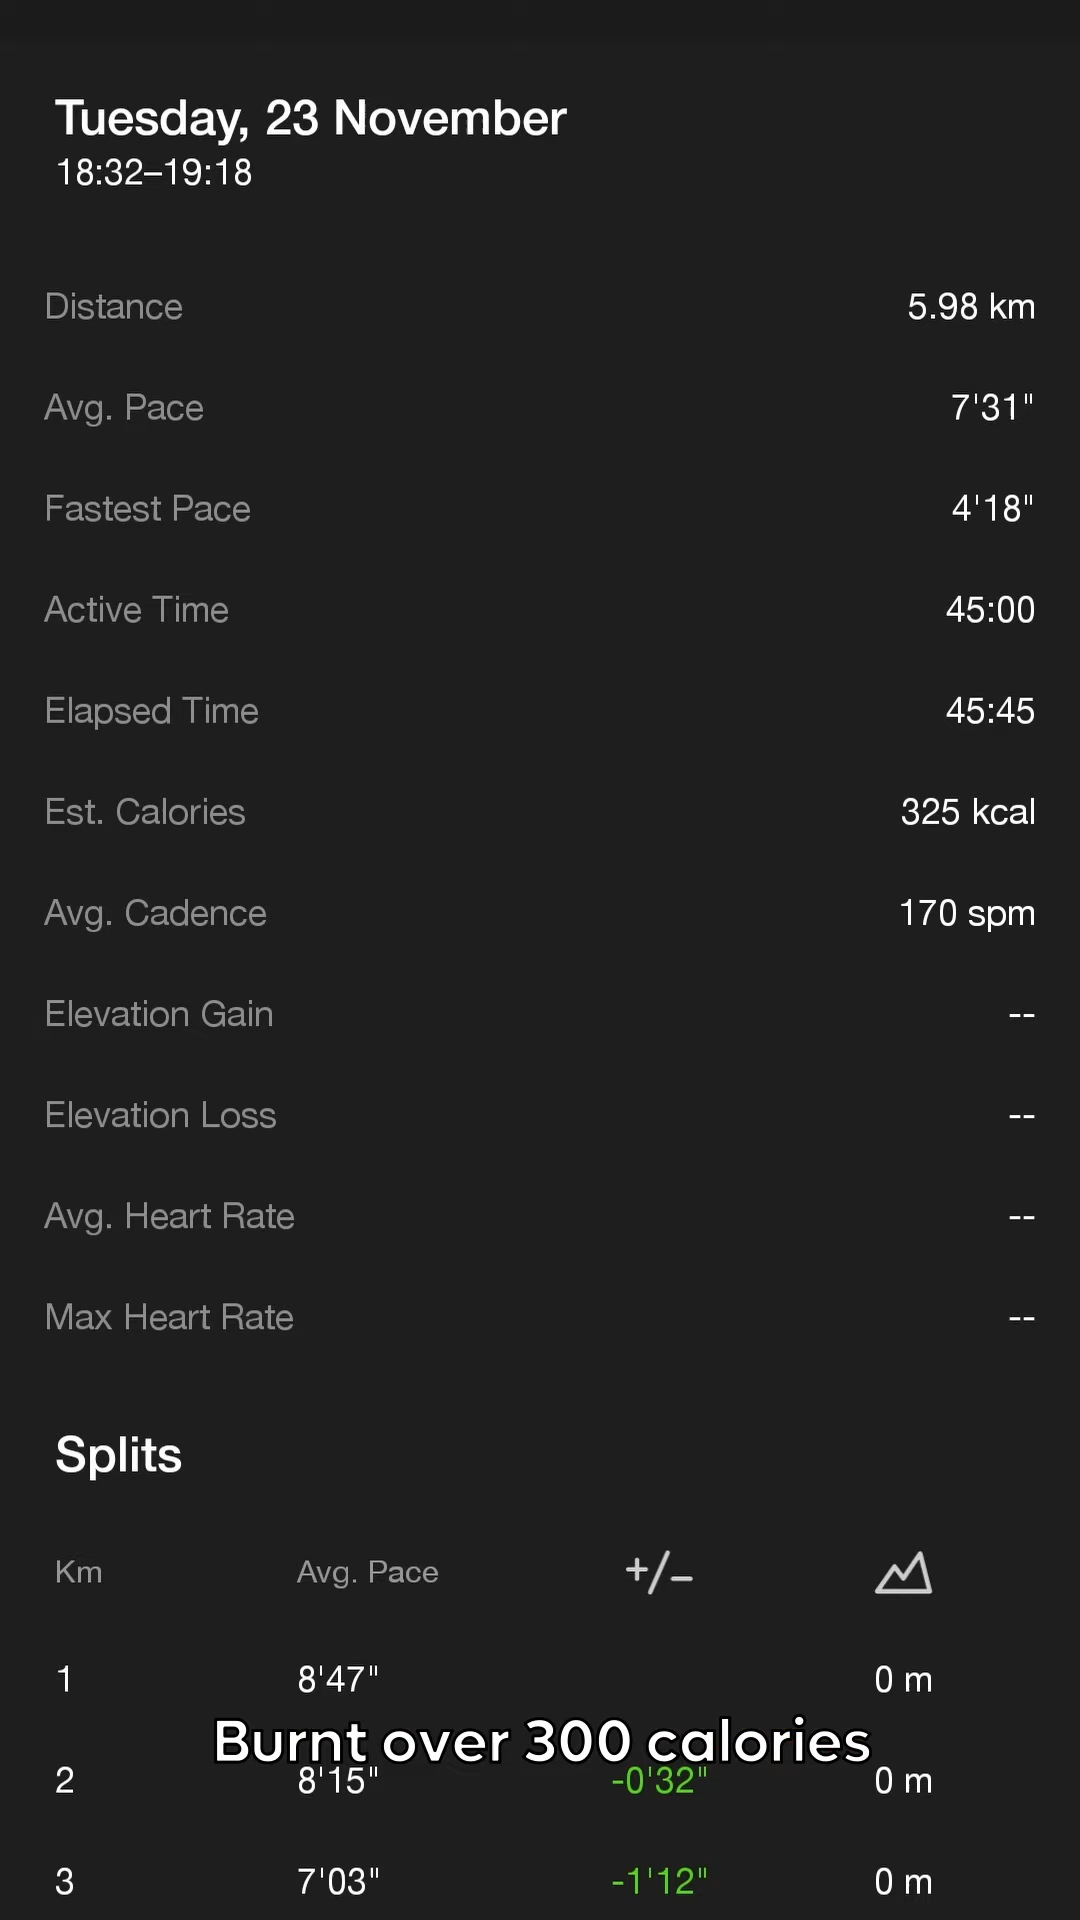 Tuesday, 23 November
18:32–19:18
Distance 5.98 km
Avg. Pace 7'31"
Fastest Pace 4'18"
Active Time 45:00
Elapsed Time 45:45
Est. Calories 325 kcal
Avg. Cadence 170 spm
Elevation Gain --
Elevation Loss --
Avg. Heart Rate --
Max Heart Rate --
Splits
Km Avg. Pace +/–
1 8'47" 0 m
Burnt over 300 calories
2 8'15" -0'32" 0 m
3 7'03" -1'12" 0 m